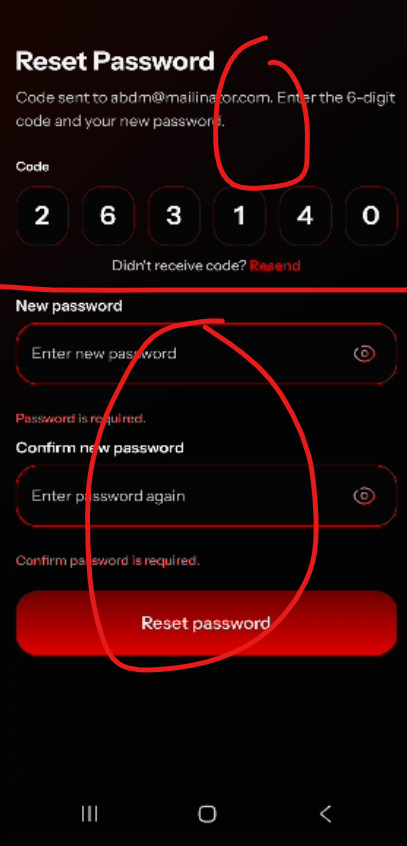 Reset Password
Code sent to abdm@mailinator.com. Enter the 6-digit
code and your new password.
Code
2 6 3 1 4 0
Didn't receive code? Resend
New password
Enter new password
Password is required.
Confirm new password
Enter password again
Confirm password is required.
Reset password